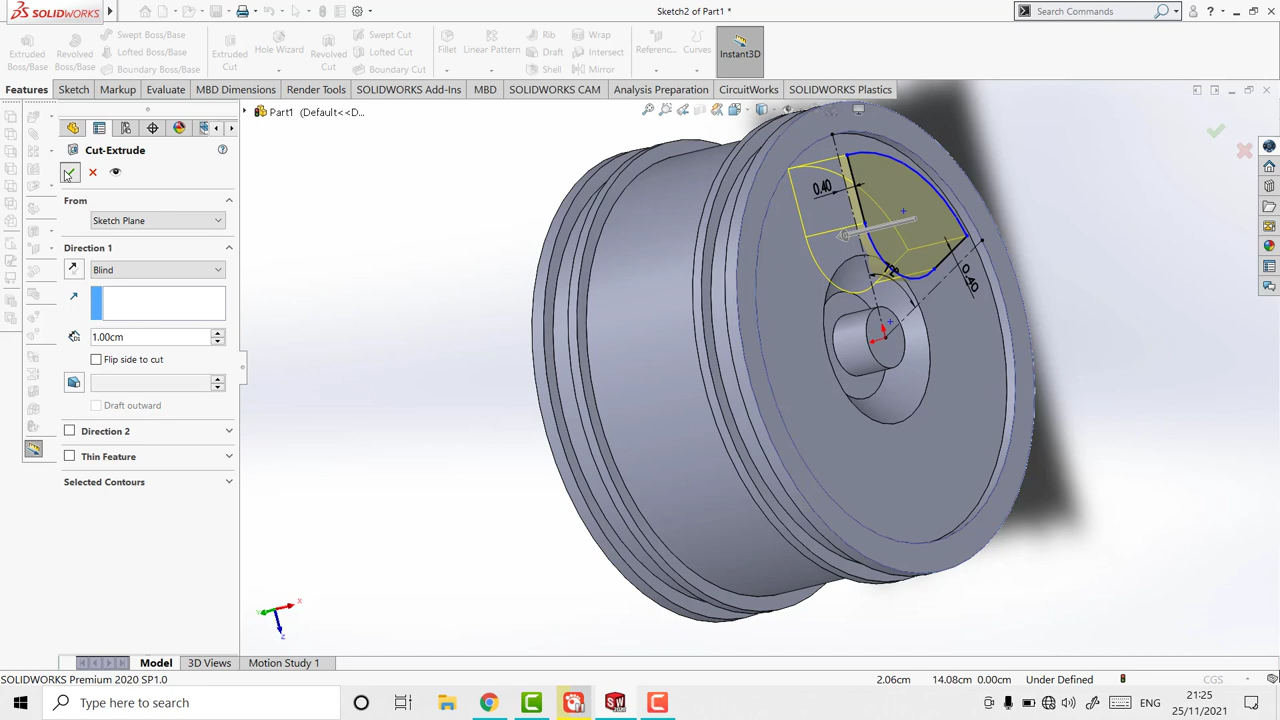 SOLIDWORKS
Sketch2 of Part1 *
Search Commands
Extruded Boss/Base
Revolved Boss/Base
Swept Boss/Base
Lofted Boss/Base
Boundary Boss/Base
Extruded Cut
Hole Wizard
Revolved Cut
Swept Cut
Lofted Cut
Boundary Cut
Fillet
Linear Pattern
Rib
Draft
Shell
Wrap
Intersect
Mirror
Referenc...
Curves
Instant3D
Features
Sketch
Markup
Evaluate
MBD Dimensions
Render Tools
SOLIDWORKS Add-Ins
MBD
SOLIDWORKS CAM
Analysis Preparation
CircuitWorks
SOLIDWORKS Plastics
Part1 (Default<<D...
Cut-Extrude
From
Sketch Plane
Direction 1
Blind
1.00cm
Flip side to cut
Draft outward
Direction 2
Thin Feature
Selected Contours
0.40
0.40
Model
3D Views
Motion Study 1
SOLIDWORKS Premium 2020 SP1.0
2.06cm
14.08cm 0.00cm
Under Defined
CGS
Type here to search
21:25
25/11/2021